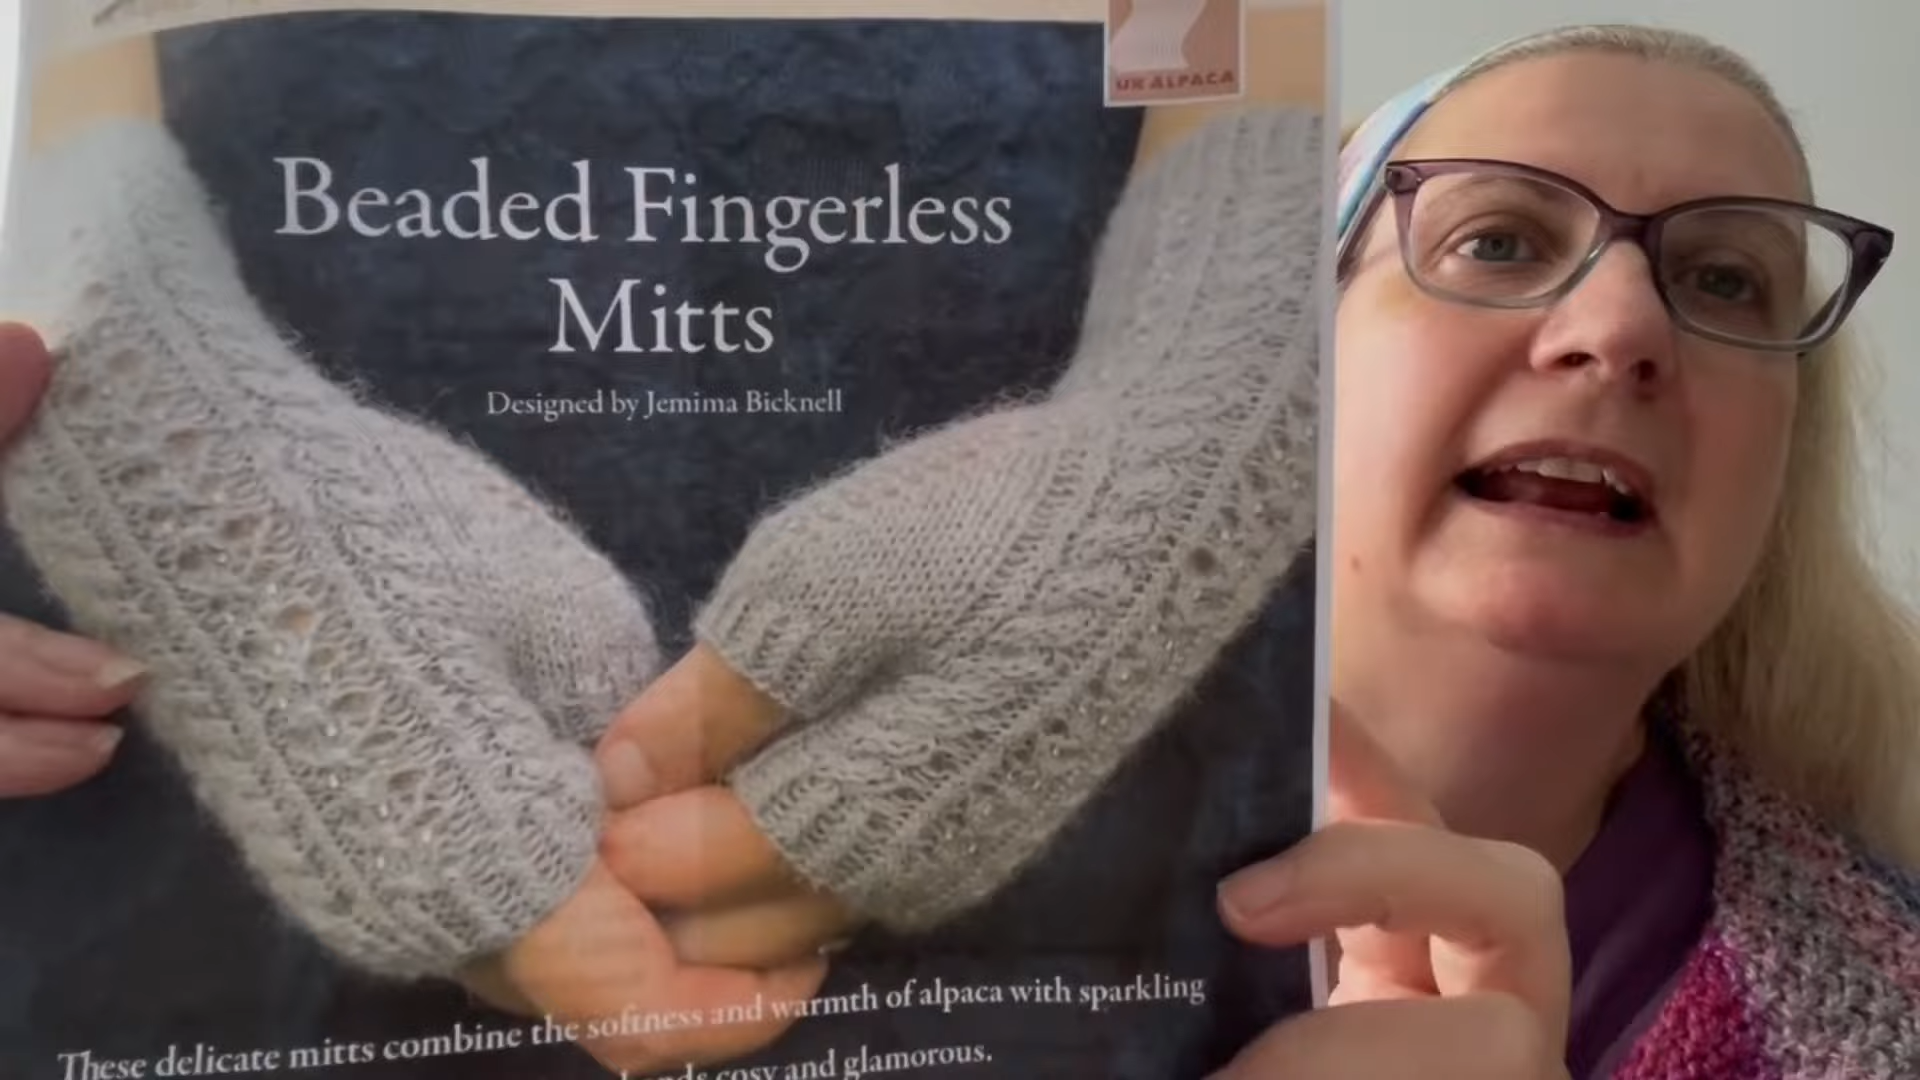 UK ALPACA
Beaded Fingerless
Mitts
Designed by Jemima Bicknell
These delicate mitts combine the softness and warmth of alpaca with sparkling
cosy and glamorous.